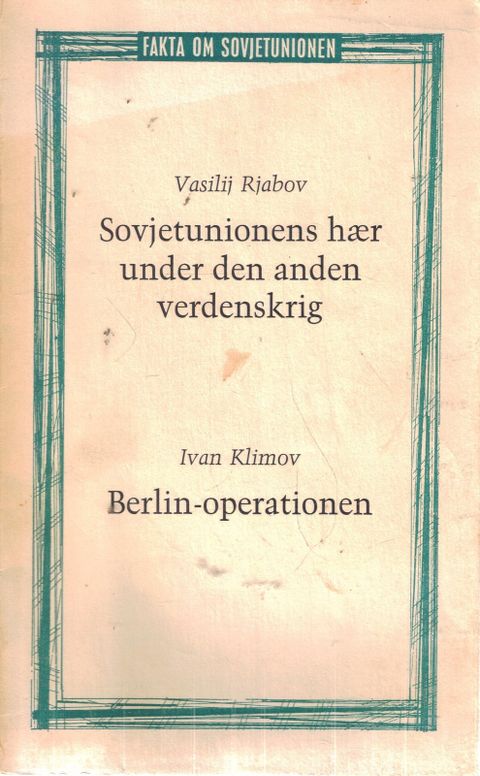 FAKTA OM SOVJETUNIONEN
Vasilij Rjabov
Sovjetunionens hær
under den anden
verdenskrig
Ivan Klimov
Berlin-operationen